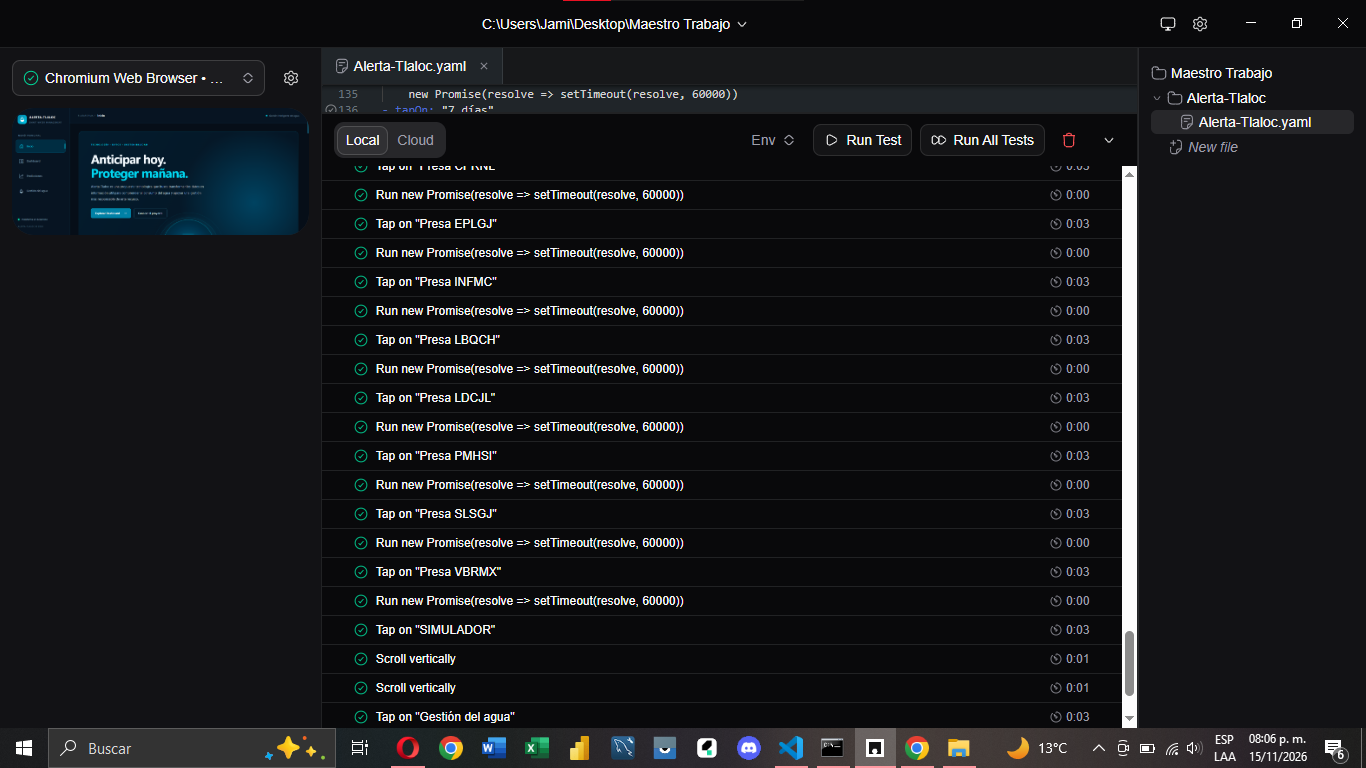 C:\Users\Jami\Desktop\Maestro Trabajo
Chromium Web Browser • ...
Anticipar hoy.
Proteger mañana.
Alerta-Tlaloc.yaml
135 new Promise(resolve => setTimeout(resolve, 60000))
136 - tapOn: "7 días"
Local Cloud Env Run Test Run All Tests
Tap on "Presa CPRNL" 0:03
Run new Promise(resolve => setTimeout(resolve, 60000)) 0:00
Tap on "Presa EPLGJ" 0:03
Run new Promise(resolve => setTimeout(resolve, 60000)) 0:00
Tap on "Presa INFMC" 0:03
Run new Promise(resolve => setTimeout(resolve, 60000)) 0:00
Tap on "Presa LBQCH" 0:03
Run new Promise(resolve => setTimeout(resolve, 60000)) 0:00
Tap on "Presa LDCJL" 0:03
Run new Promise(resolve => setTimeout(resolve, 60000)) 0:00
Tap on "Presa PMHSI" 0:03
Run new Promise(resolve => setTimeout(resolve, 60000)) 0:00
Tap on "Presa SLSGJ" 0:03
Run new Promise(resolve => setTimeout(resolve, 60000)) 0:00
Tap on "Presa VBRMX" 0:03
Run new Promise(resolve => setTimeout(resolve, 60000)) 0:00
Tap on "SIMULADOR" 0:03
Scroll vertically 0:01
Scroll vertically 0:01
Tap on "Gestión del agua" 0:03
Maestro Trabajo
Alerta-Tlaloc
Alerta-Tlaloc.yaml
New file
Buscar
13°C
ESP
LAA
08:06 p. m.
15/11/2026
6